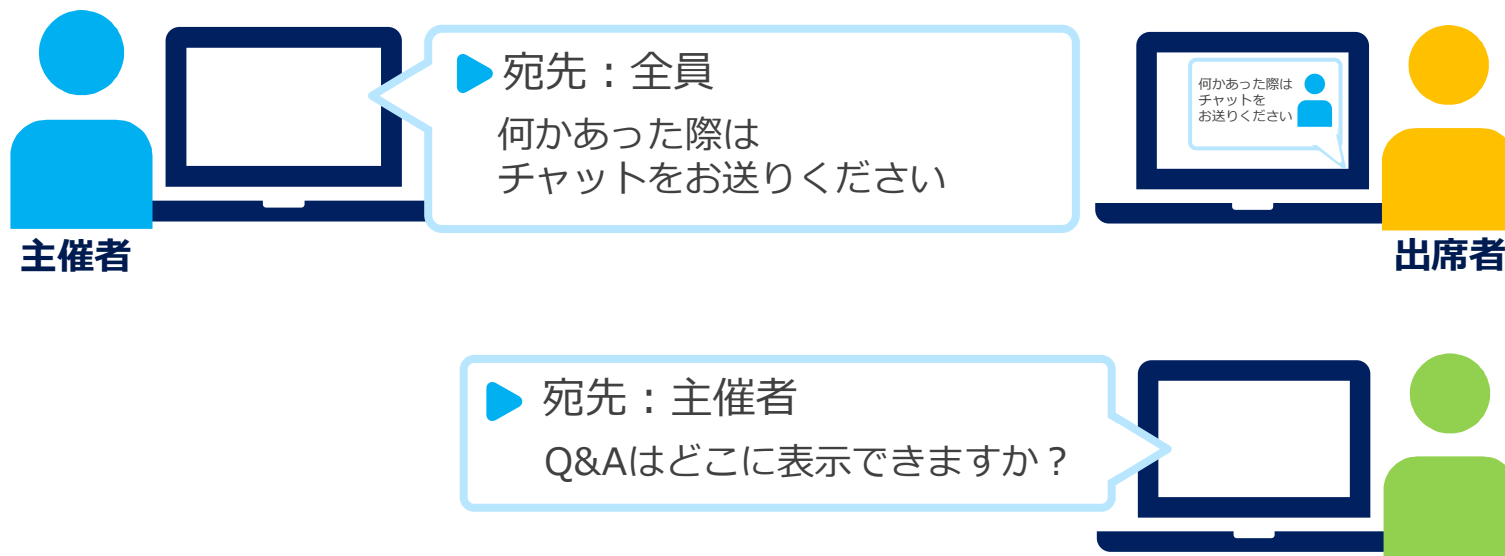 宛先：全員
何かあった際は
チャットをお送りください
何かあった際は
チャットを
お送りください
主催者
出席者
宛先：主催者
Q&Aはどこに表示できますか？